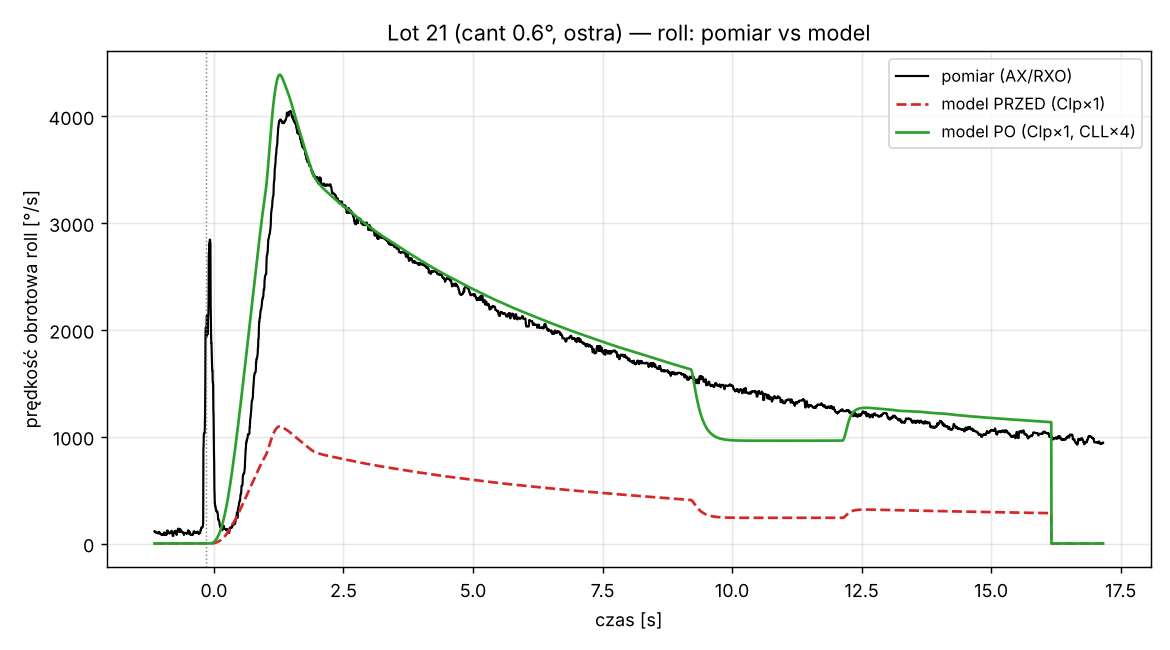 Lot 21 (cant 0.6°, ostra) — roll: pomiar vs model
pomiar (AX/RXO)
model PRZED (Clp×1)
model PO (Clp×1, CLL×4)
prędkość obrotowa roll [°/s]
4000
3000
2000
1000
0
0.0 2.5 5.0 7.5 10.0 12.5 15.0 17.5
czas [s]